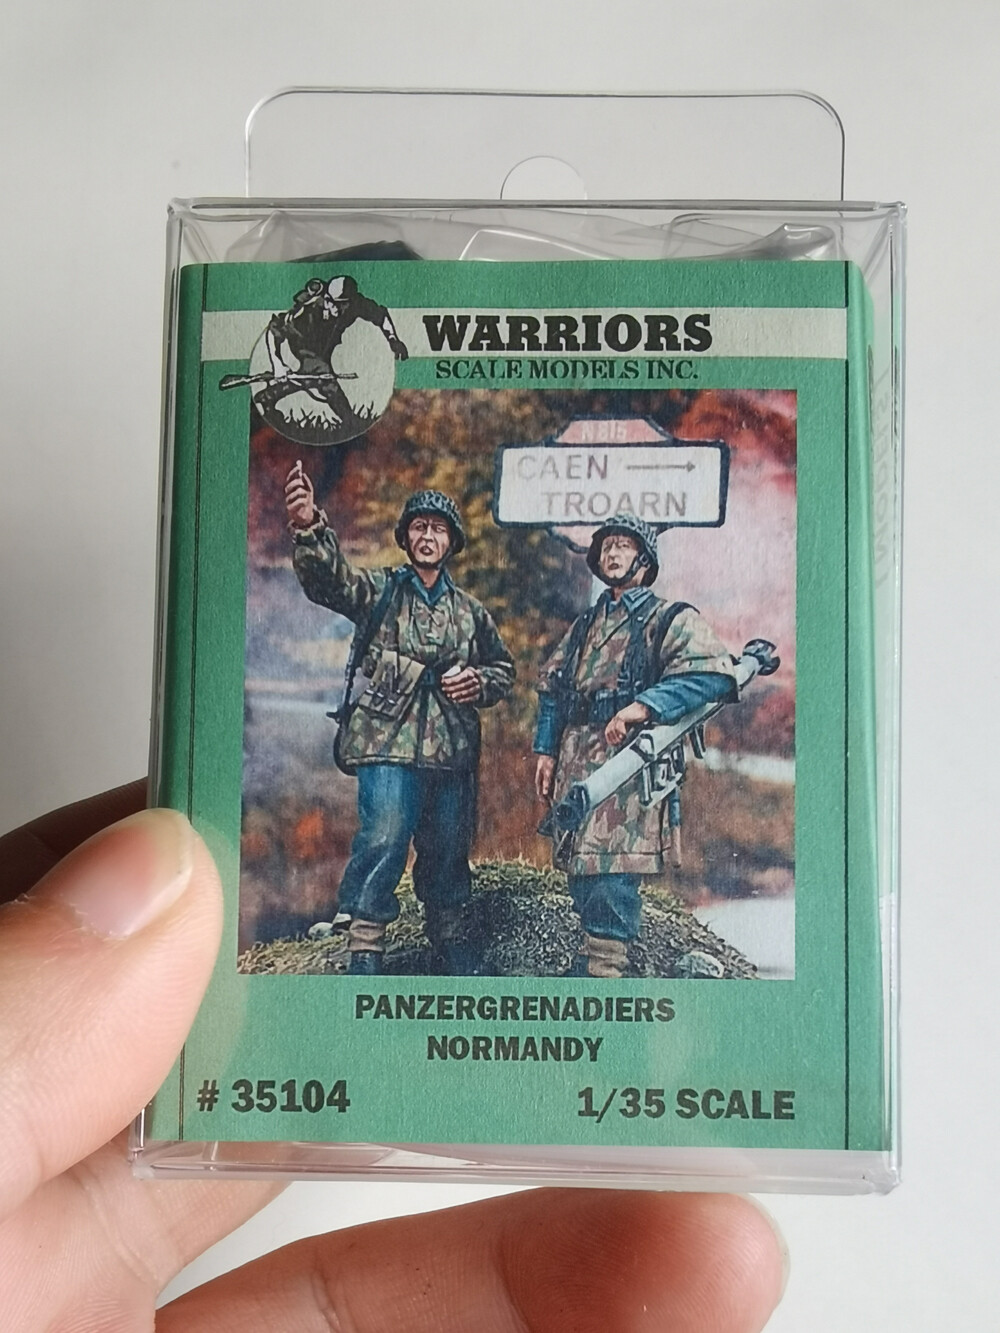 WARRIORS
SCALE MODELS INC.
CAEN →
TROARN
PANZERGRENADIERS
NORMANDY
# 35104
1/35 SCALE